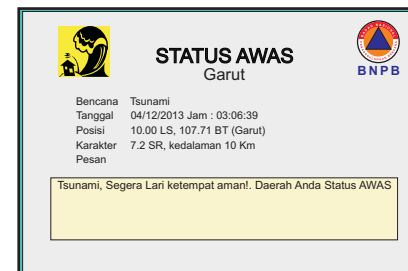 STATUS AWAS
Garut
BNPB
Bencana Tsunami
Tanggal 04/12/2013 Jam : 03:06:39
Posisi 10.00 LS, 107.71 BT (Garut)
Karakter 7.2 SR, kedalaman 10 Km
Pesan
Tsunami, Segera Lari ketempat aman!. Daerah Anda Status AWAS